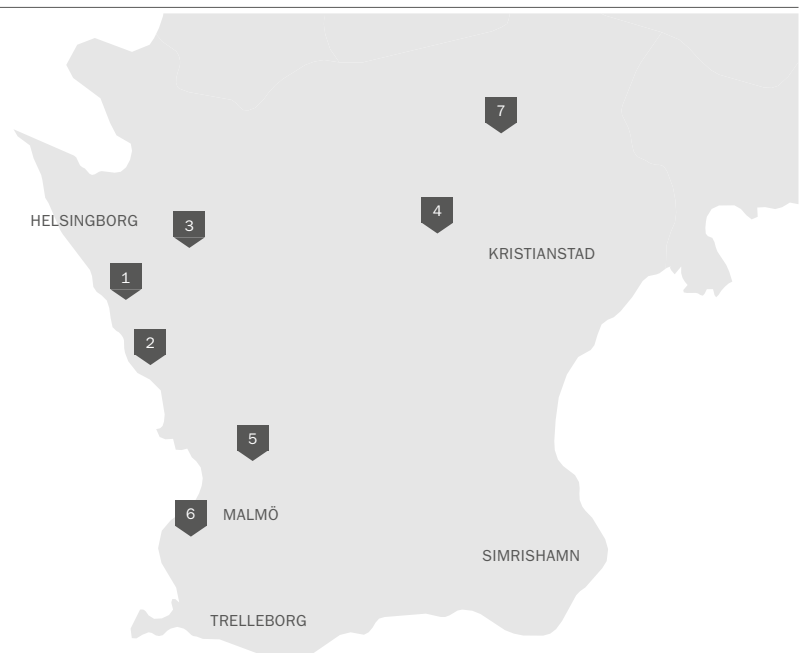 7
4
HELSINGBORG
3
KRISTIANSTAD
1
2
5
6
MALMÖ
SIMRISHAMN
TRELLEBORG